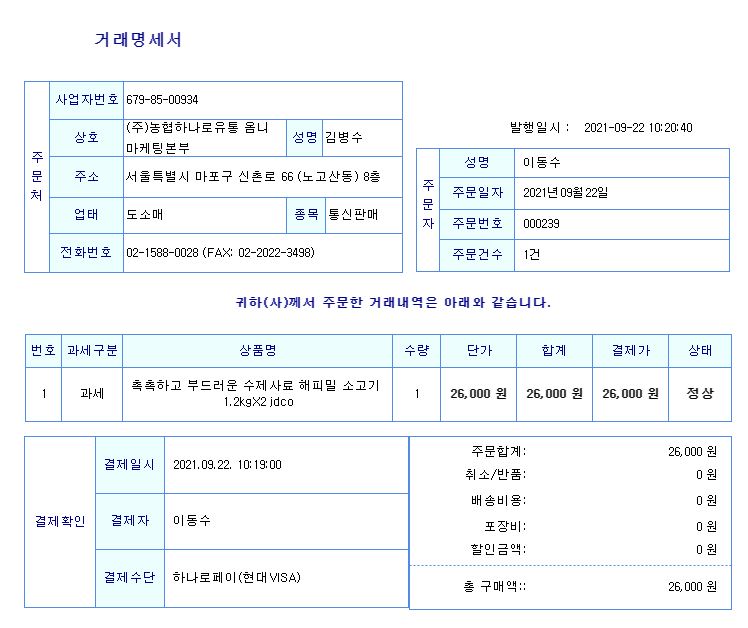 거래명세서
주문처
사업자번호 679-85-00934
상호 (주)농협하나로유통 옴니마케팅본부 성명 김병수
주소 서울특별시 마포구 신촌로 66 (노고산동) 8층
업태 도소매 종목 통신판매
전화번호 02-1588-0028 (FAX: 02-2022-3498)
발행일시 : 2021-09-22 10:20:40
주문자
성명 이동수
주문일자 2021년 09월 22일
주문번호 000239
주문건수 1건
귀하(사)께서 주문한 거래내역은 아래와 같습니다.
번호 과세구분 상품명 수량 단가 합계 결제가 상태
1 과세 촉촉하고 부드러운 수제사료 해피밀 소고기 1.2kgX2 jdco 1 26,000 원 26,000 원 26,000 원 정상
결제확인
결제일시 2021.09.22. 10:19:00
결제자 이동수
결제수단 하나로페이(현대VISA)
주문합계: 26,000 원
취소/반품: 0 원
배송비용: 0 원
포장비: 0 원
할인금액: 0 원
총 구매액:: 26,000 원